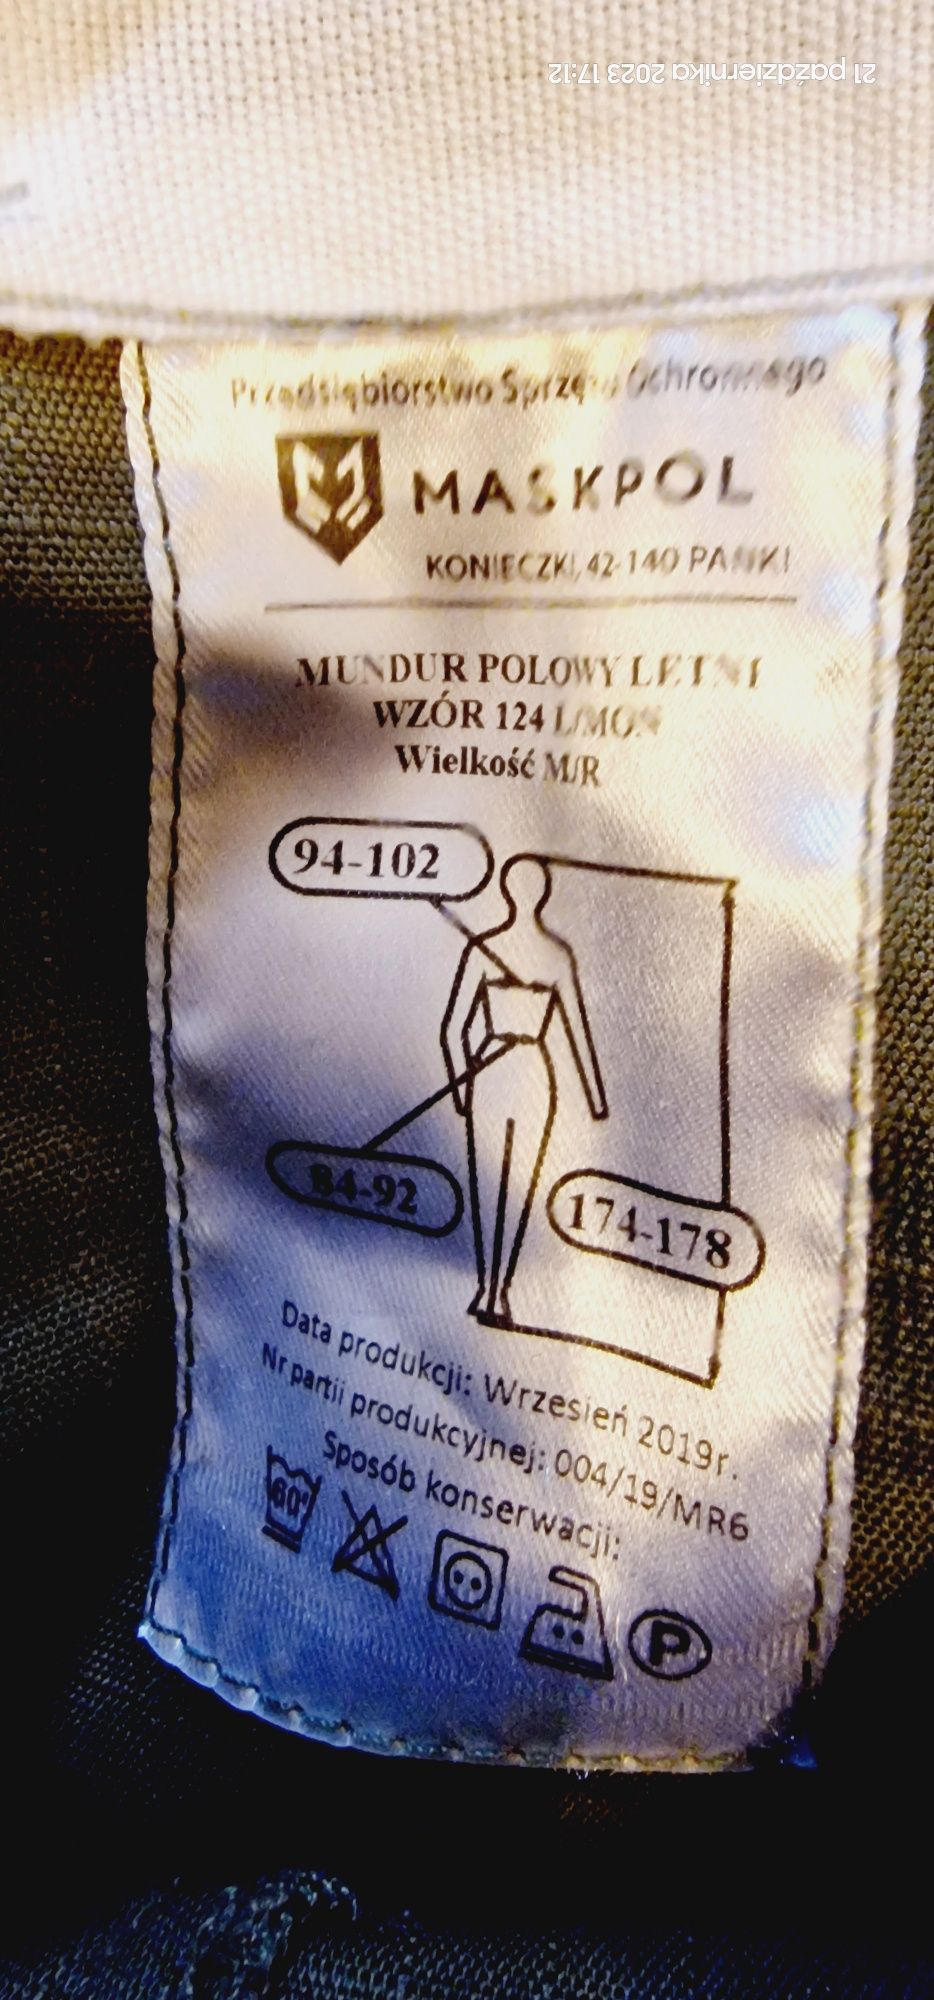 21 października 2023 17:12
Przedsiębiorstwo Sprzętu Ochronnego
MASKPOL
KONIECZKI, 42-140 PANKI
MUNDUR POLOWY LETNI
WZÓR 124 L/MON
Wielkość M/R
94-102
84-92
174-178
Data produkcji: Wrzesień 2019r.
Nr partii produkcyjnej: 004/19/MR6
Sposób konserwacji:
60°
P